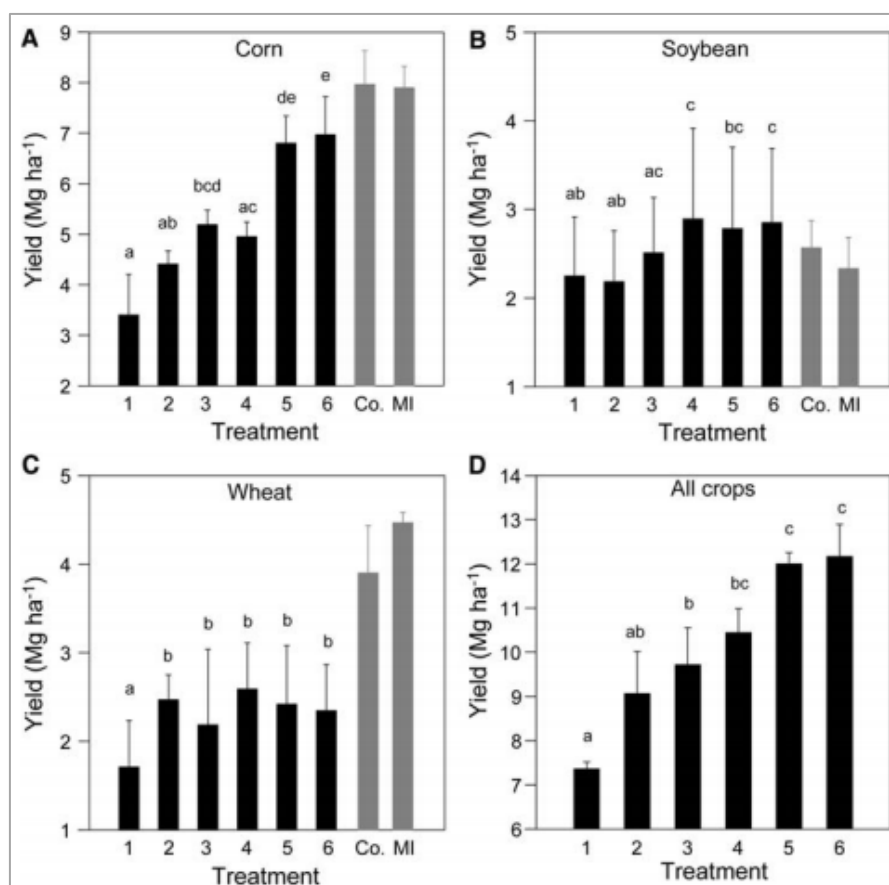 A
Corn
9
8
7
6
5
4
3
2
Yield (Mg ha⁻¹)
a
ab
bcd
ac
de
e
1 2 3 4 5 6 Co. MI
Treatment
B
Soybean
5
4
3
2
1
Yield (Mg ha⁻¹)
ab
ab
ac
c
bc
c
1 2 3 4 5 6 Co. MI
Treatment
C
Wheat
5
4
3
2
1
Yield (Mg ha⁻¹)
a
b
b
b
b
b
1 2 3 4 5 6 Co. MI
Treatment
D
All crops
14
13
12
11
10
9
8
7
6
Yield (Mg ha⁻¹)
a
ab
b
bc
c
c
1 2 3 4 5 6
Treatment